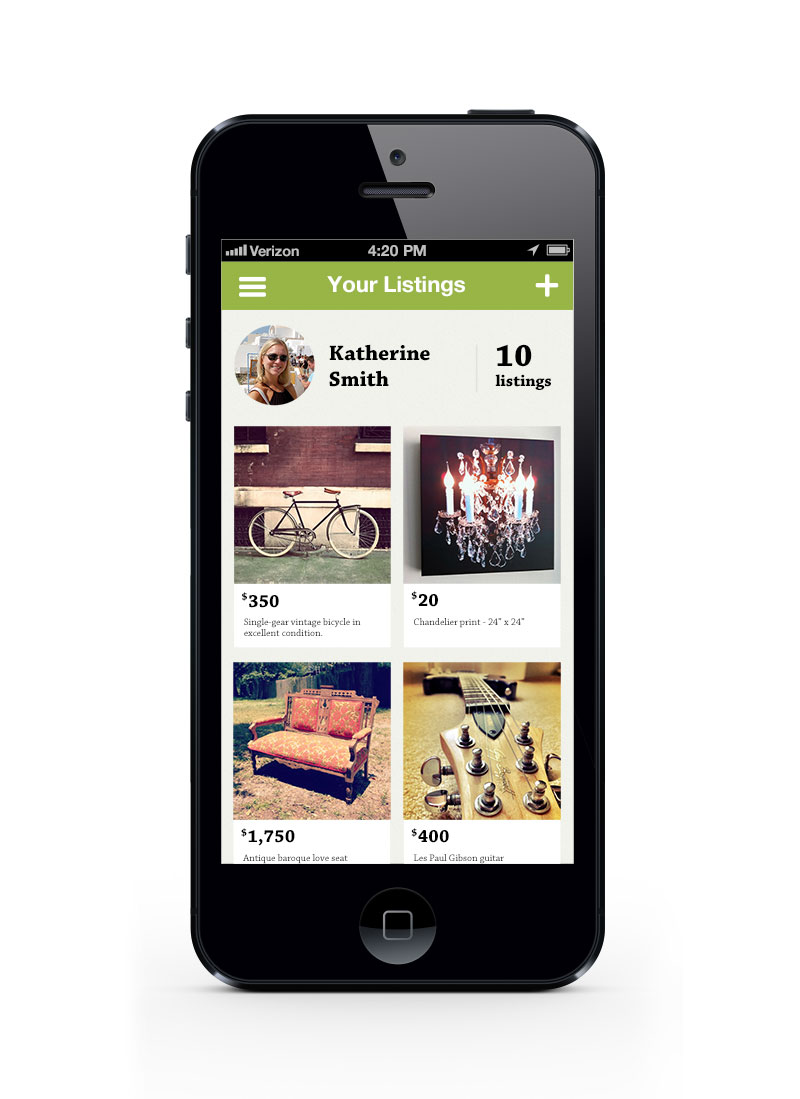 Verizon 4:20 PM
Your Listings
Katherine
Smith
10
listings
$350
Single-gear vintage bicycle in
excellent condition.
$20
Chandelier print - 24" x 24"
$1,750
Antique baroque love seat
$400
Les Paul Gibson guitar